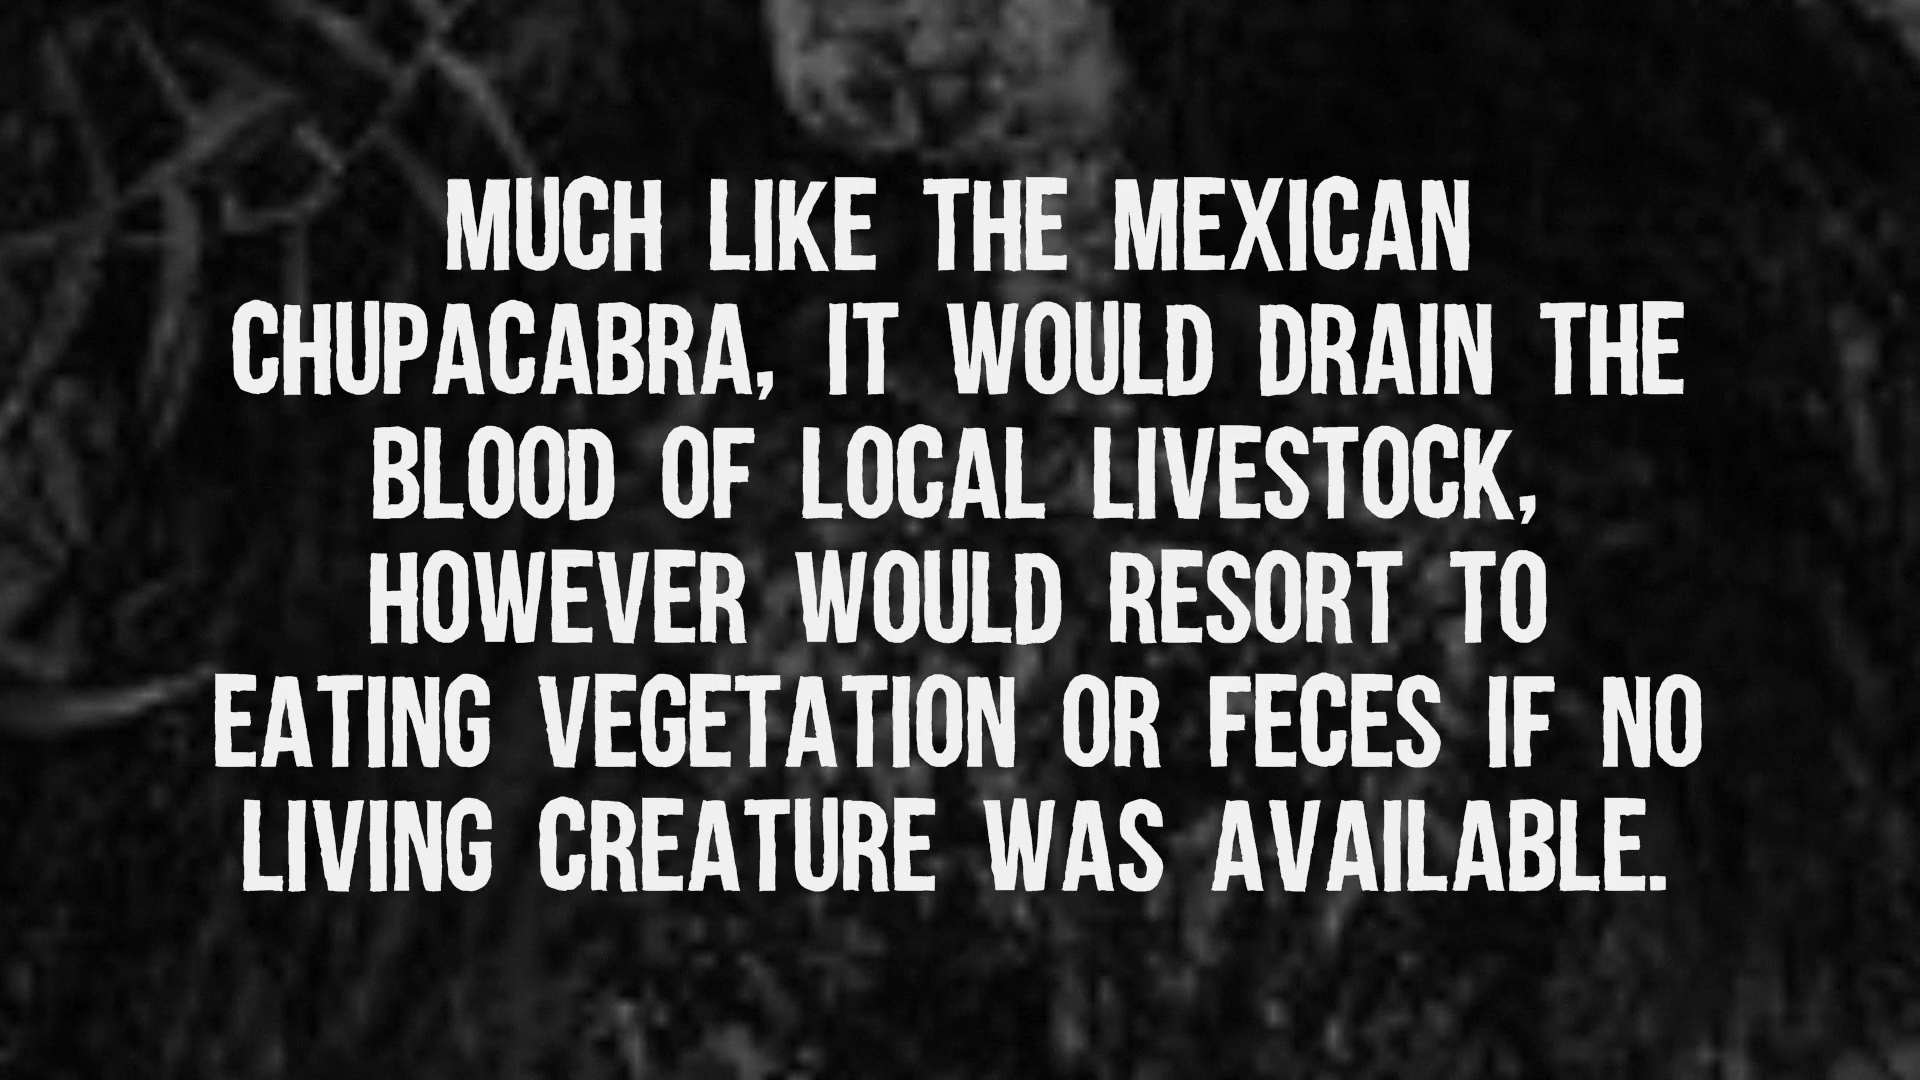 MUCH LIKE THE MEXICAN
CHUPACABRA, IT WOULD DRAIN THE
BLOOD OF LOCAL LIVESTOCK,
HOWEVER WOULD RESORT TO
EATING VEGETATION OR FECES IF NO
LIVING CREATURE WAS AVAILABLE.